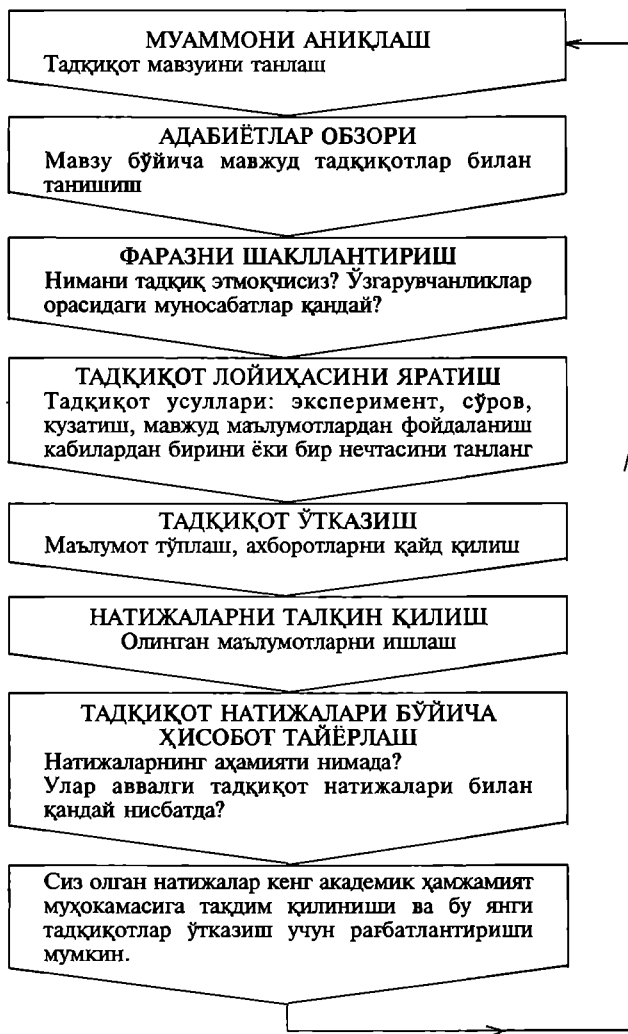 МУАММОНИ АНИҚЛАШ
Тадқиқот мавзуини танлаш
АДАБИЁТЛАР ОБЗОРИ
Мавзу бўйича мавжуд тадқиқотлар билан
танишиш
ФАРАЗНИ ШАКЛЛАНТИРИШ
Нимани тадқиқ этмоқчисиз? Ўзгарувчанликлар
орасидаги муносабатлар қандай?
ТАДҚИҚОТ ЛОЙИҲАСИНИ ЯРАТИШ
Тадқиқот усуллари: эксперимент, сўров,
кузатиш, мавжуд маълумотлардан фойдаланиш
кабилардан бирини ёки бир нечтасини танланг
ТАДҚИҚОТ ЎТКАЗИШ
Маълумот тўплаш, ахборотларни қайд қилиш
НАТИЖАЛАРНИ ТАЛҚИН ҚИЛИШ
Олинган маълумотларни ишлаш
ТАДҚИҚОТ НАТИЖАЛАРИ БЎЙИЧА
ҲИСОБОТ ТАЙЁРЛАШ
Натижаларнинг аҳамияти нимада?
Улар аввалги тадқиқот натижалари билан
қандай нисбатда?
Сиз олган натижалар кенг академик ҳамжамият
муҳокамасига тақдим қилиниши ва бу янги
тадқиқотлар ўтказиш учун рағбатлантириши
мумкин.